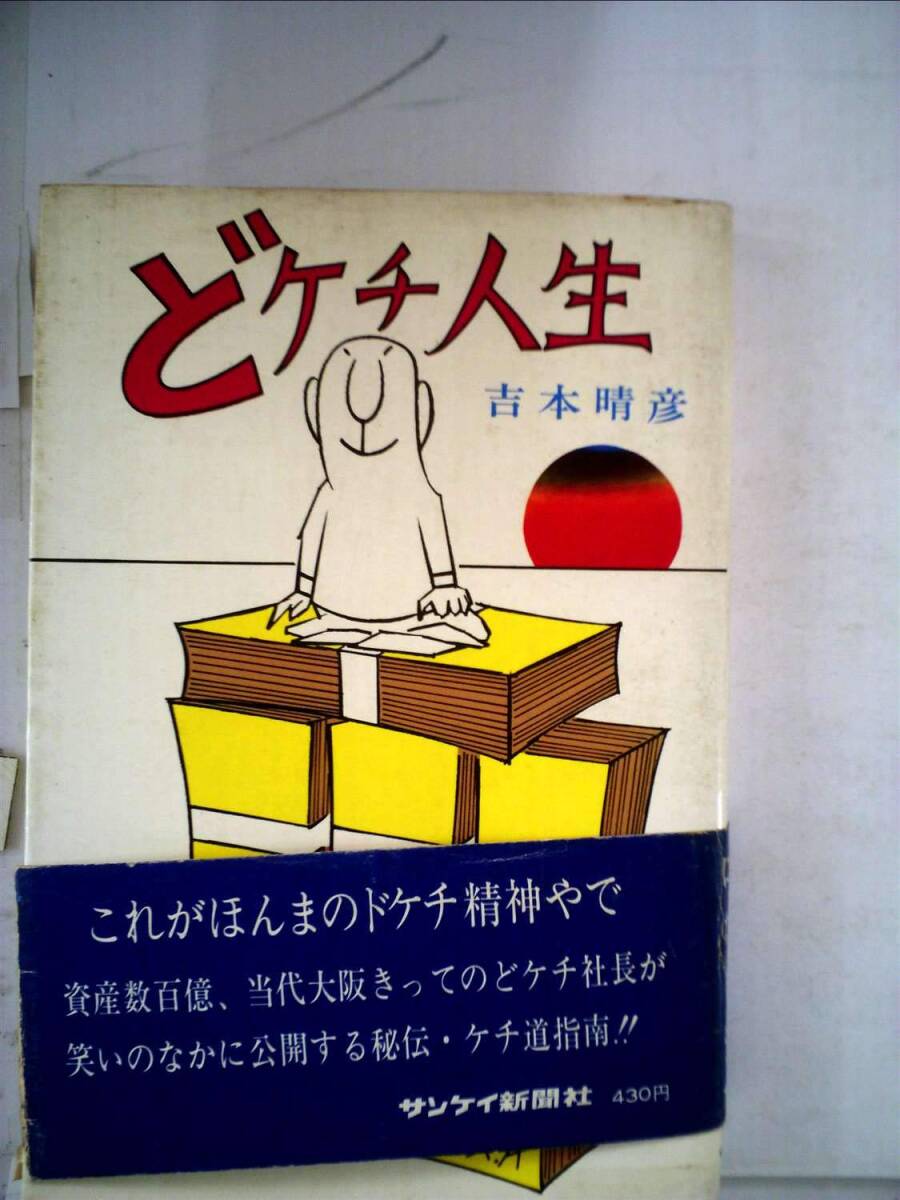 どケチ人生
吉本晴彦
これがほんまのドケチ精神やで
資産数百億、当代大阪きってのどケチ社長が
笑いのなかに公開する秘伝・ケチ道指南!!
サンケイ新聞社 430円